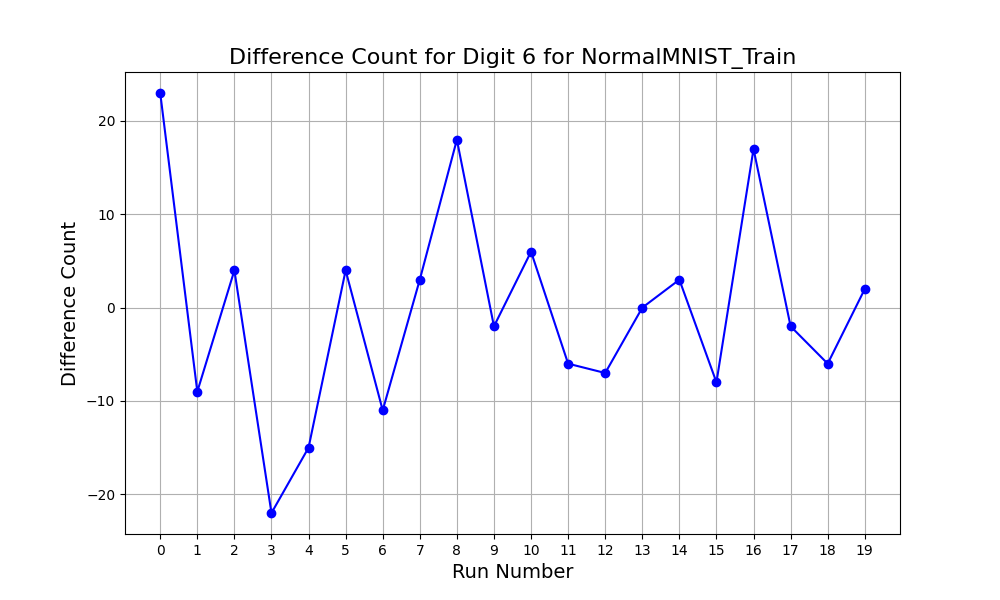 Difference Count for Digit 6 for NormalMNIST_Train
Difference Count
20
10
0
−10
−20
0 1 2 3 4 5 6 7 8 9 10 11 12 13 14 15 16 17 18 19
Run Number